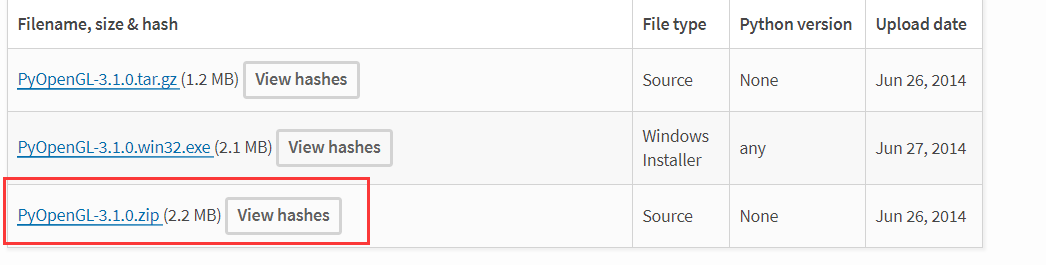 Filename, size & hash File type Python version Upload date
PyOpenGL-3.1.0.tar.gz (1.2 MB) View hashes Source None Jun 26, 2014
PyOpenGL-3.1.0.win32.exe (2.1 MB) View hashes Windows Installer any Jun 27, 2014
PyOpenGL-3.1.0.zip (2.2 MB) View hashes Source None Jun 26, 2014